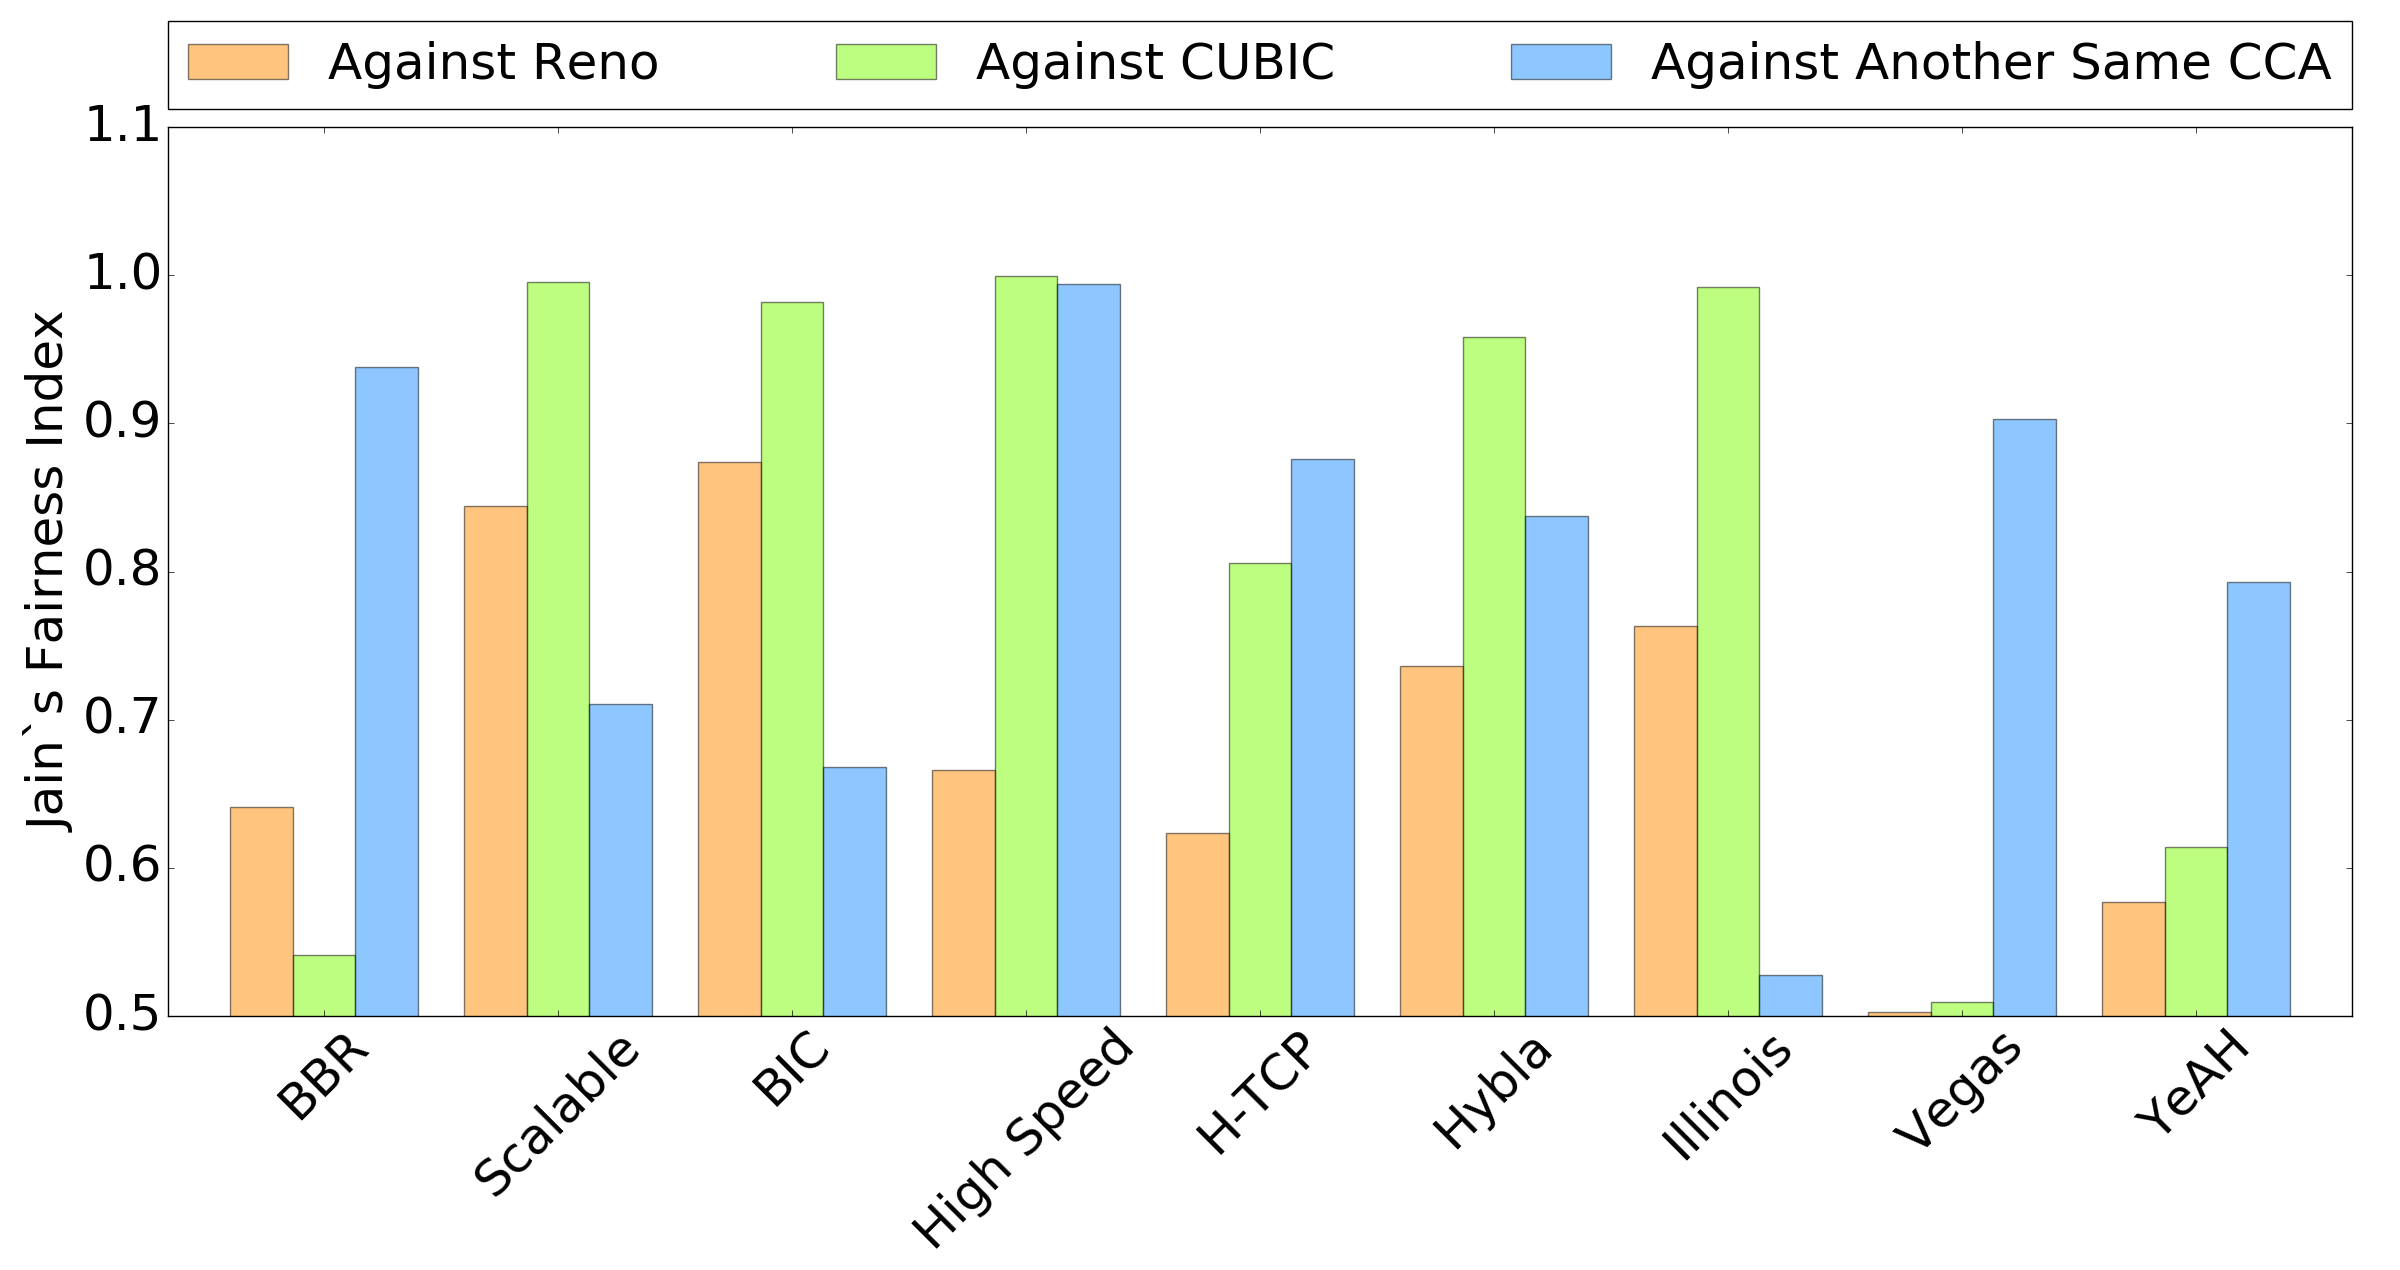 Against Reno
Against CUBIC
Against Another Same CCA
Jain`s Fairness Index
1.1
1.0
0.9
0.8
0.7
0.6
0.5
BBR
Scalable
BIC
High Speed
H-TCP
Hybla
Illinois
Vegas
YeAH